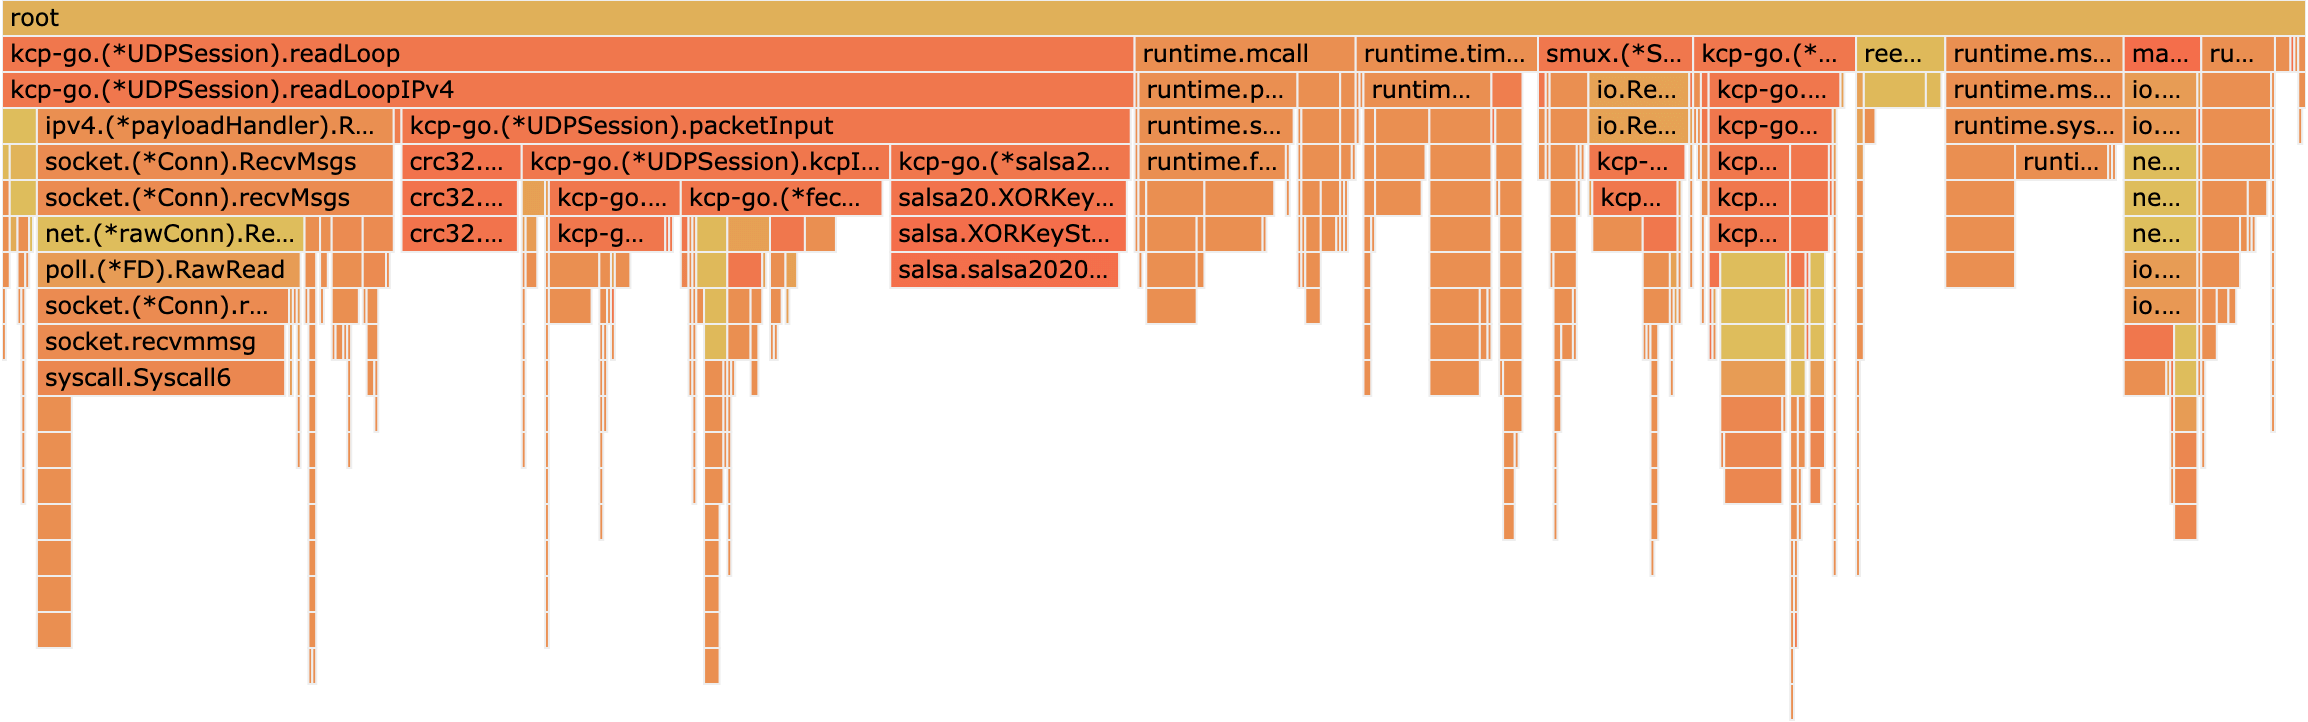 root
kcp-go.(*UDPSession).readLoop runtime.mcall runtime.tim... smux.(*S... kcp-go.(*... ree... runtime.ms... ma... ru...
kcp-go.(*UDPSession).readLoopIPv4 runtime.p... runtim... io.Re... kcp-go.... runtime.ms... io....
ipv4.(*payloadHandler).R... kcp-go.(*UDPSession).packetInput runtime.s... io.Re... kcp-go... runtime.sys... io....
socket.(*Conn).RecvMsgs crc32.... kcp-go.(*UDPSession).kcpI... kcp-go.(*salsa2... runtime.f... kcp-... kcp... runti... ne...
socket.(*Conn).recvMsgs crc32.... kcp-go.... kcp-go.(*fec... salsa20.XORKey... kcp... kcp... ne...
net.(*rawConn).Re... crc32.... kcp-g... salsa.XORKeySt... kcp... ne...
poll.(*FD).RawRead salsa.salsa2020... io....
socket.(*Conn).r... io....
socket.recvmmsg
syscall.Syscall6